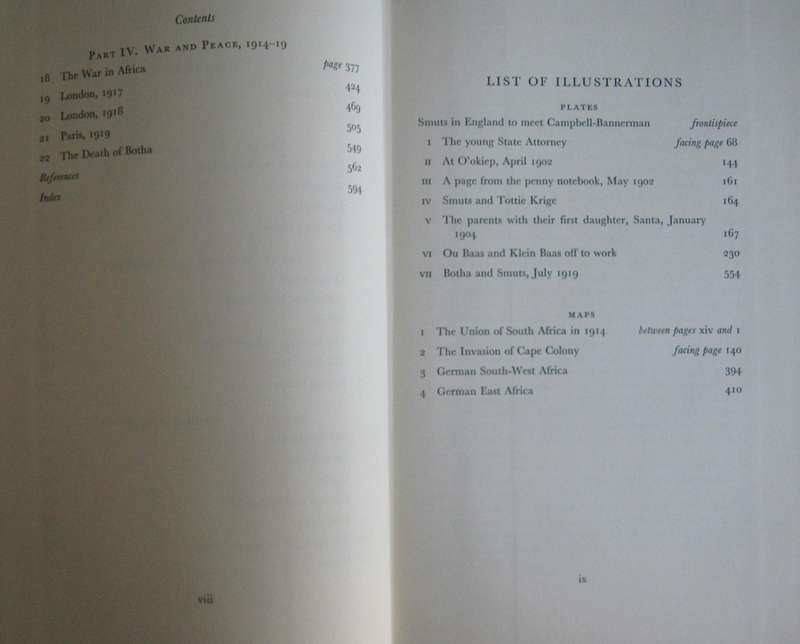 Contents
PART IV. WAR AND PEACE, 1914–19
18 The War in Africa page 377
19 London, 1917 424
20 London, 1918 469
21 Paris, 1919 505
22 The Death of Botha 549
References 562
Index 594
viii
LIST OF ILLUSTRATIONS
PLATES
Smuts in England to meet Campbell-Bannerman frontispiece
I The young State Attorney facing page 68
II At O'okiep, April 1902 144
III A page from the penny notebook, May 1902 161
IV Smuts and Tottie Krige 164
V The parents with their first daughter, Santa, January
1904 167
VI Ou Baas and Klein Baas off to work 230
VII Botha and Smuts, July 1919 554
MAPS
1 The Union of South Africa in 1914 between pages xiv and 1
2 The Invasion of Cape Colony facing page 140
3 German South-West Africa 394
4 German East Africa 410
ix